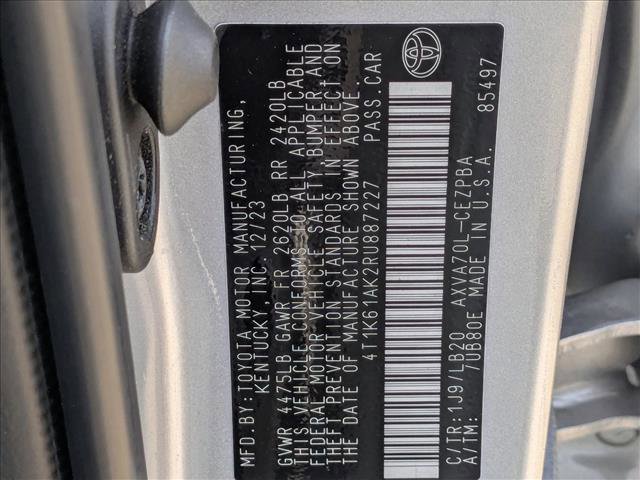 MFD. BY: TOYOTA MOTOR MANUFACTURING,
KENTUCKY, INC. 12/23
GVWR 4475LB GAWR FR 2620LB RR 2420LB
THIS VEHICLE CONFORMS TO ALL APPLICABLE
FEDERAL MOTOR VEHICLE SAFETY BUMPER, AND
THEFT PREVENTION STANDARDS IN EFFECT ON
THE DATE OF MANUFACTURE SHOWN ABOVE.
4T1K61AK2RU887227 PASS. CAR
C/TR: 1J9/LB20 AXVA70L-CEZPBA
A/TM: 7UB80E MADE IN U.S.A. 85497